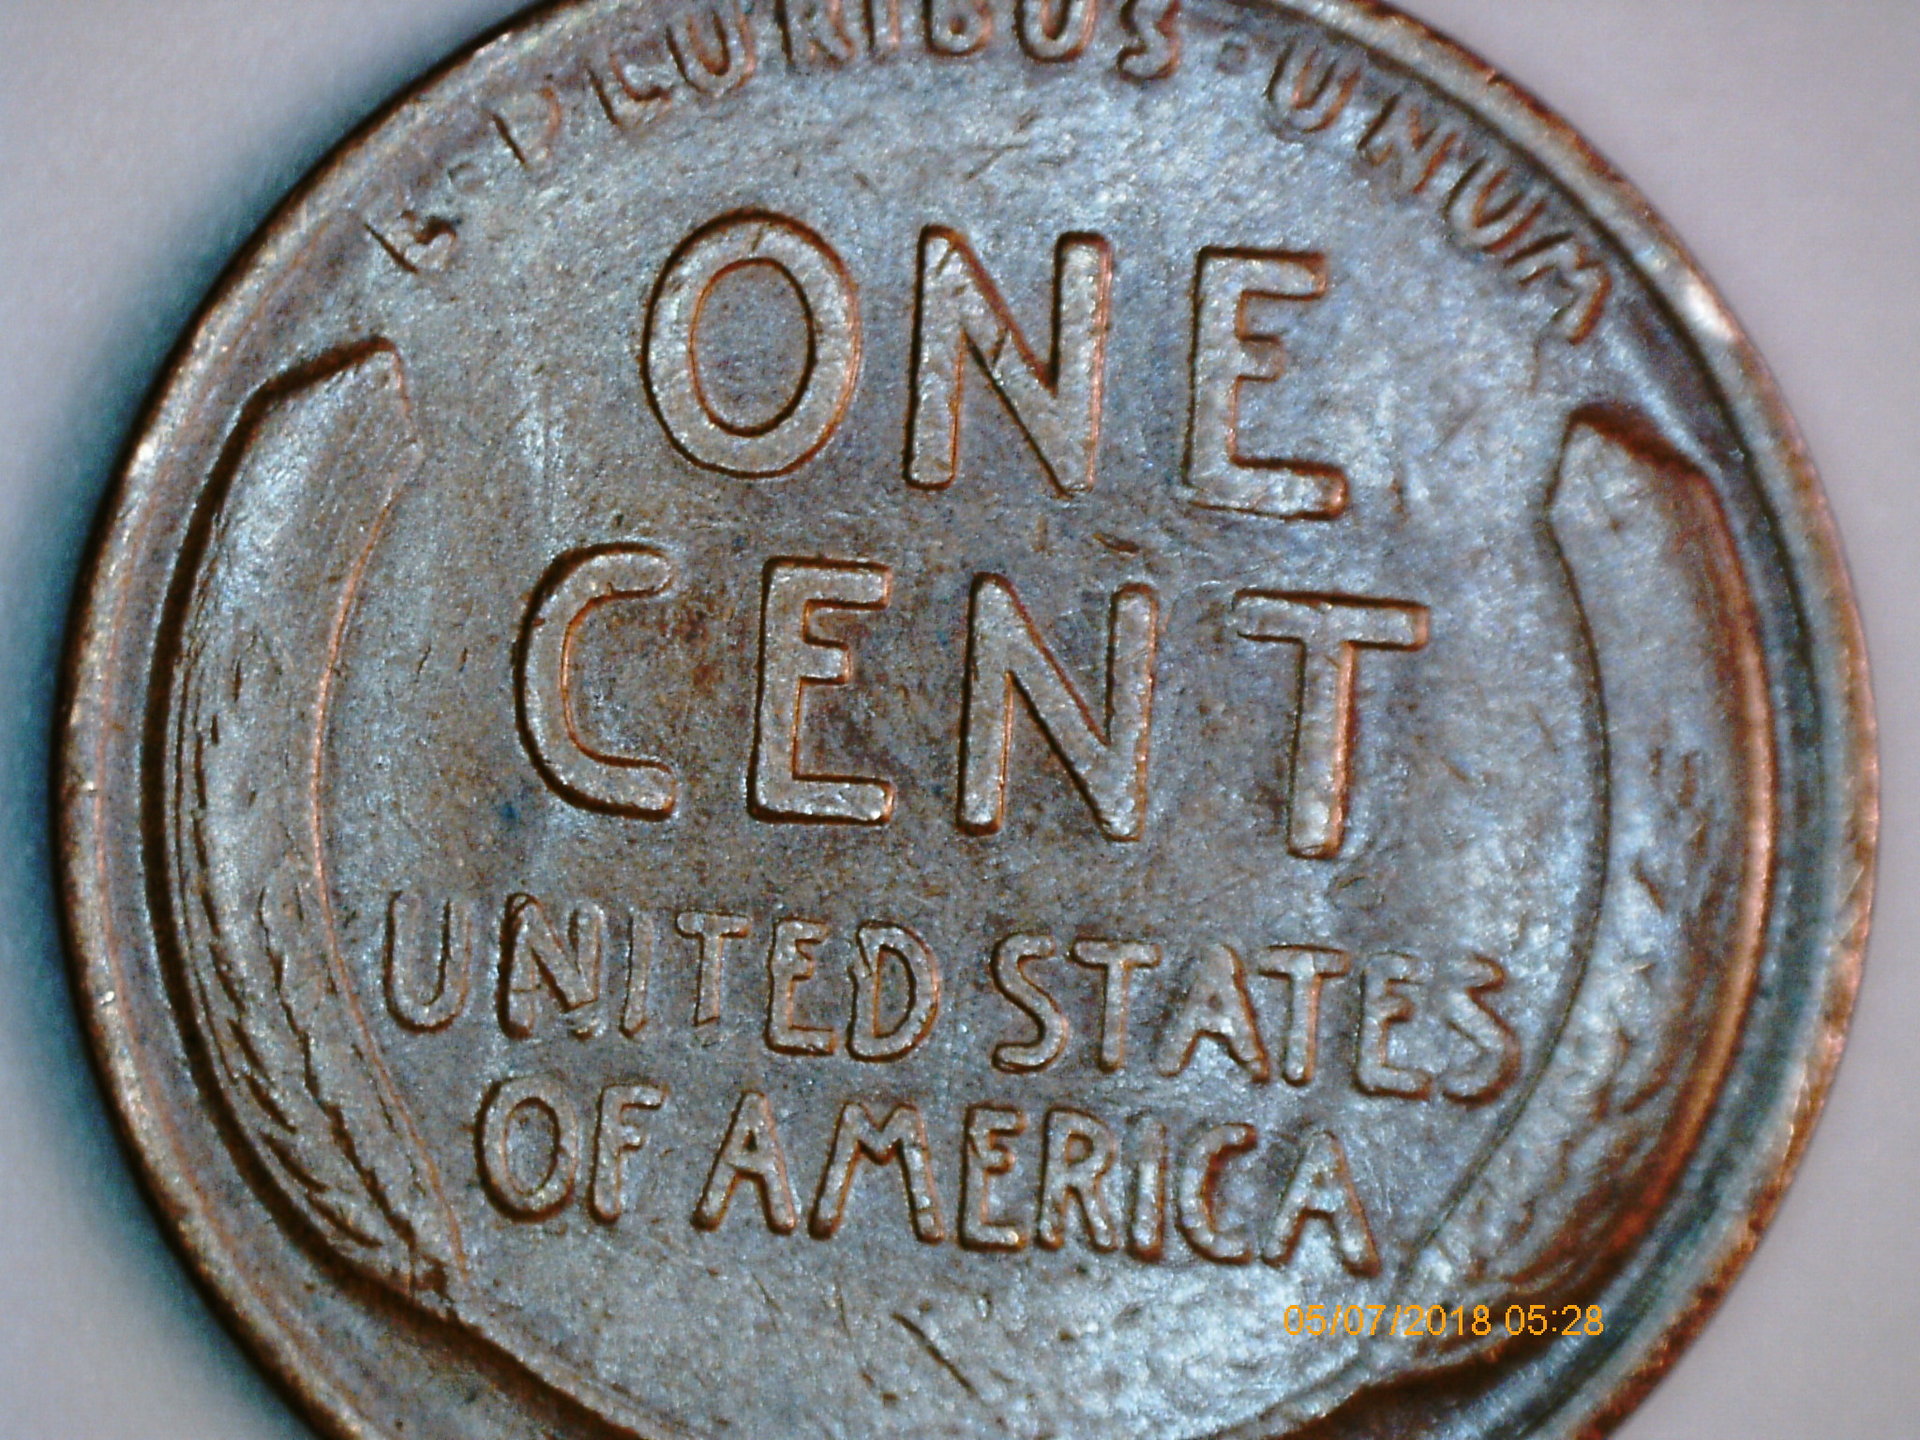 E · PLURIBUS · UNUM
ONE
CENT
UNITED STATES
OF AMERICA
05/07/2018 05:28